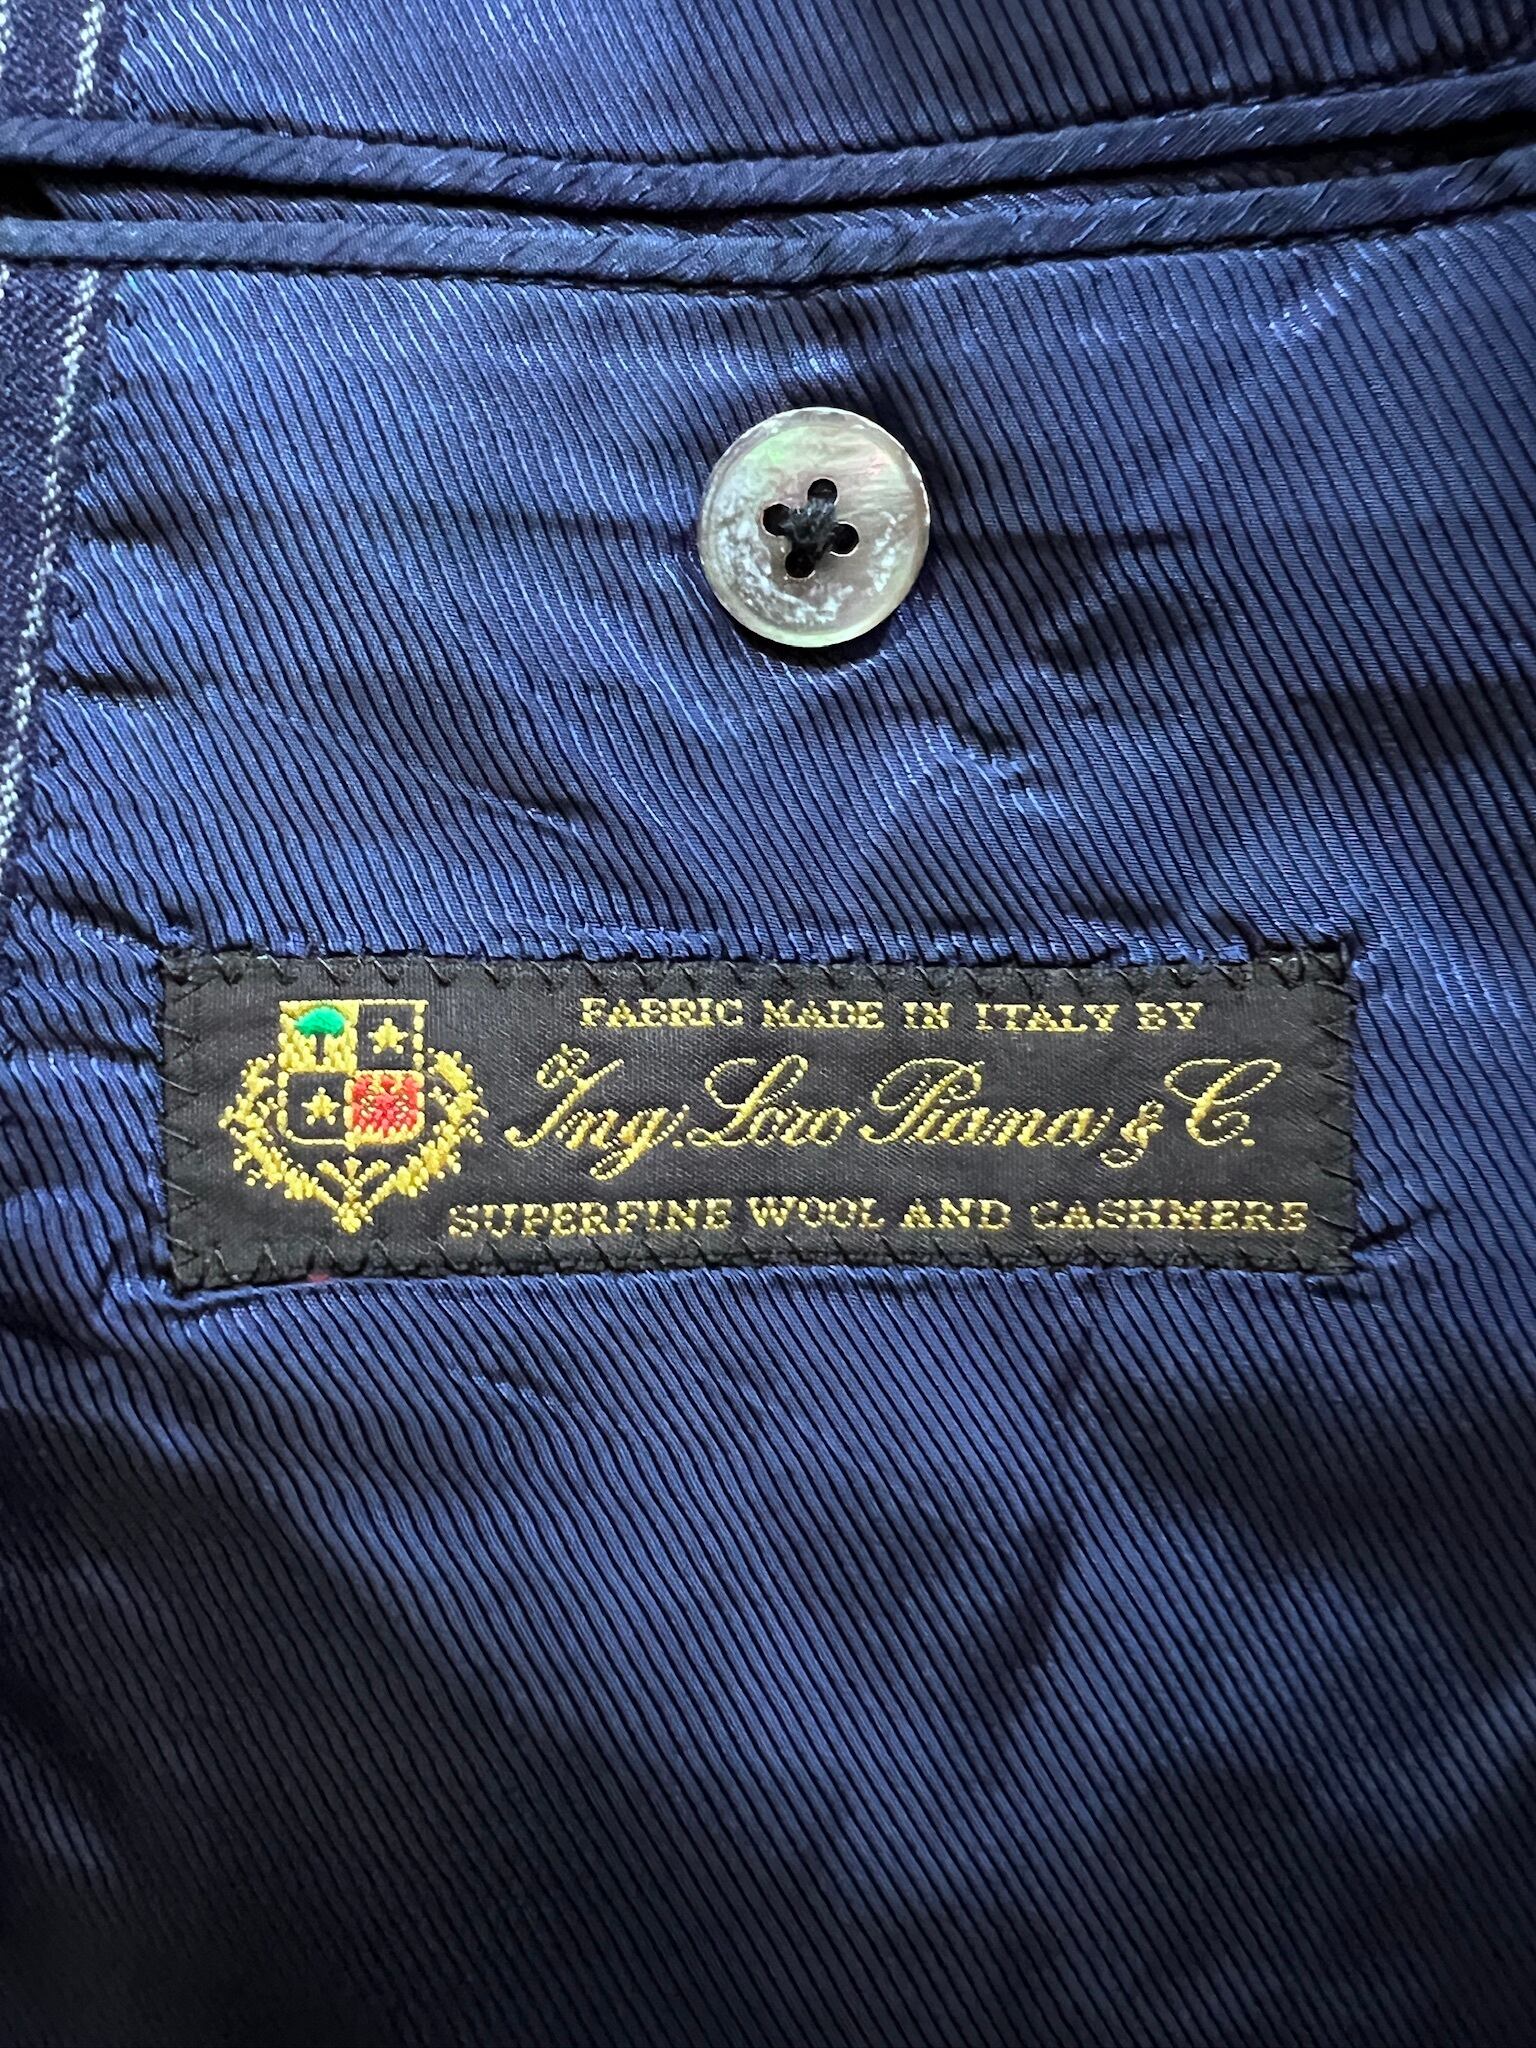 FABRIC MADE IN ITALY BY
Ing. Loro Piana & C.
SUPERFINE WOOL AND CASHMERE